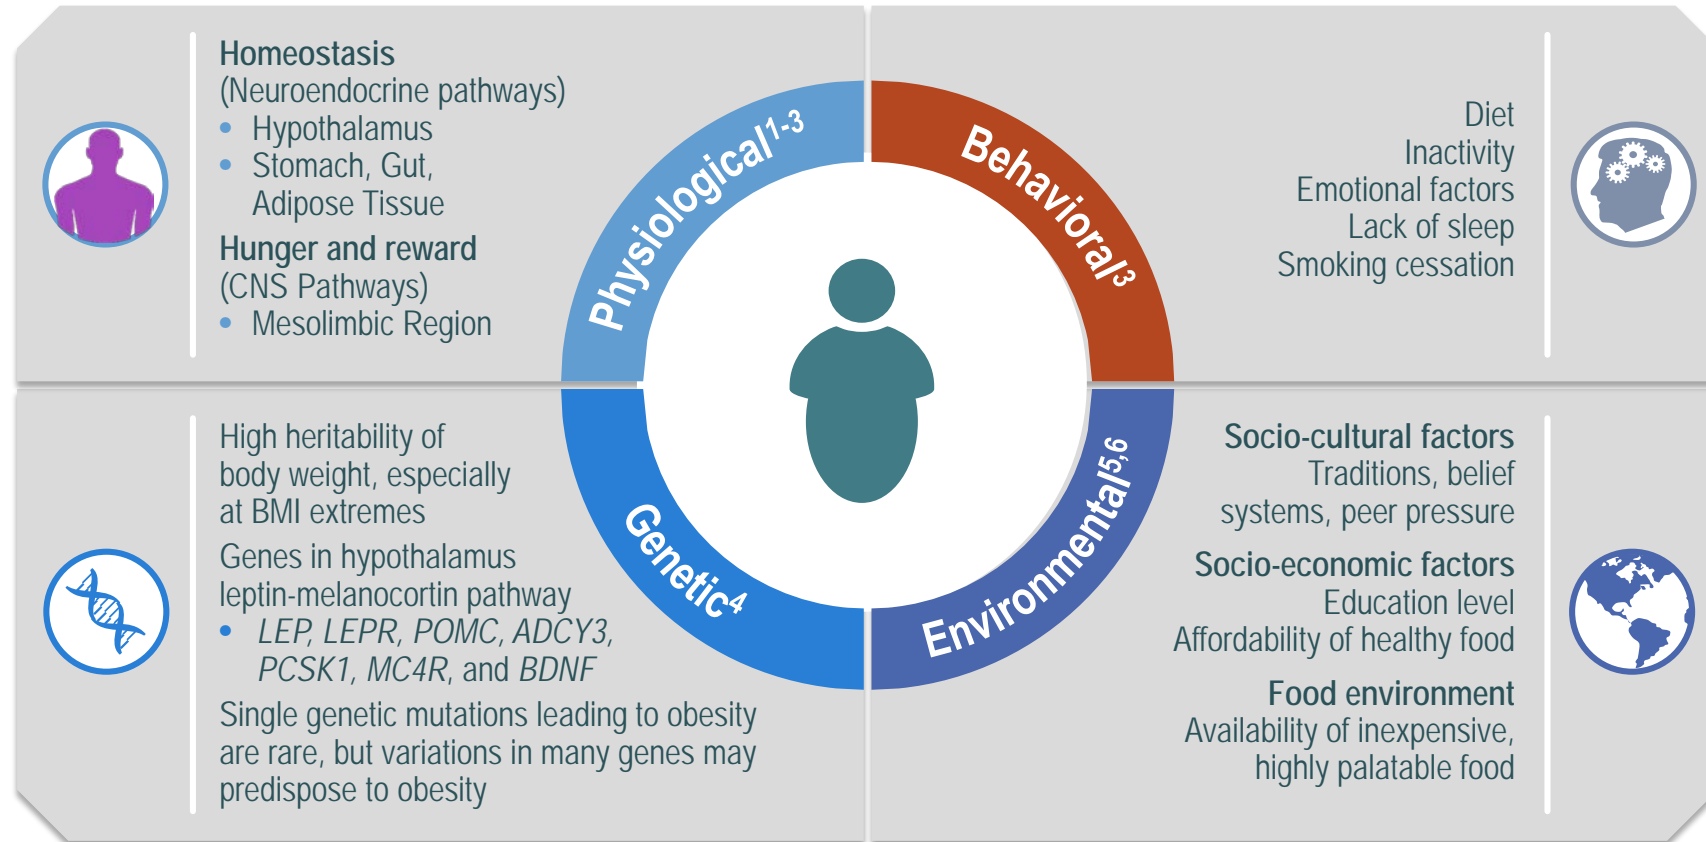 Homeostasis
(Neuroendocrine pathways)
• Hypothalamus
• Stomach, Gut,
Adipose Tissue
Hunger and reward
(CNS Pathways)
• Mesolimbic Region
Physiological1-3
Behavioral3
Diet
Inactivity
Emotional factors
Lack of sleep
Smoking cessation
High heritability of
body weight, especially
at BMI extremes
Genes in hypothalamus
leptin-melanocortin pathway
• LEP, LEPR, POMC, ADCY3,
PCSK1, MC4R, and BDNF
Single genetic mutations leading to obesity
are rare, but variations in many genes may
predispose to obesity
Genetic4
Environmental5,6
Socio-cultural factors
Traditions, belief
systems, peer pressure
Socio-economic factors
Education level
Affordability of healthy food
Food environment
Availability of inexpensive,
highly palatable food